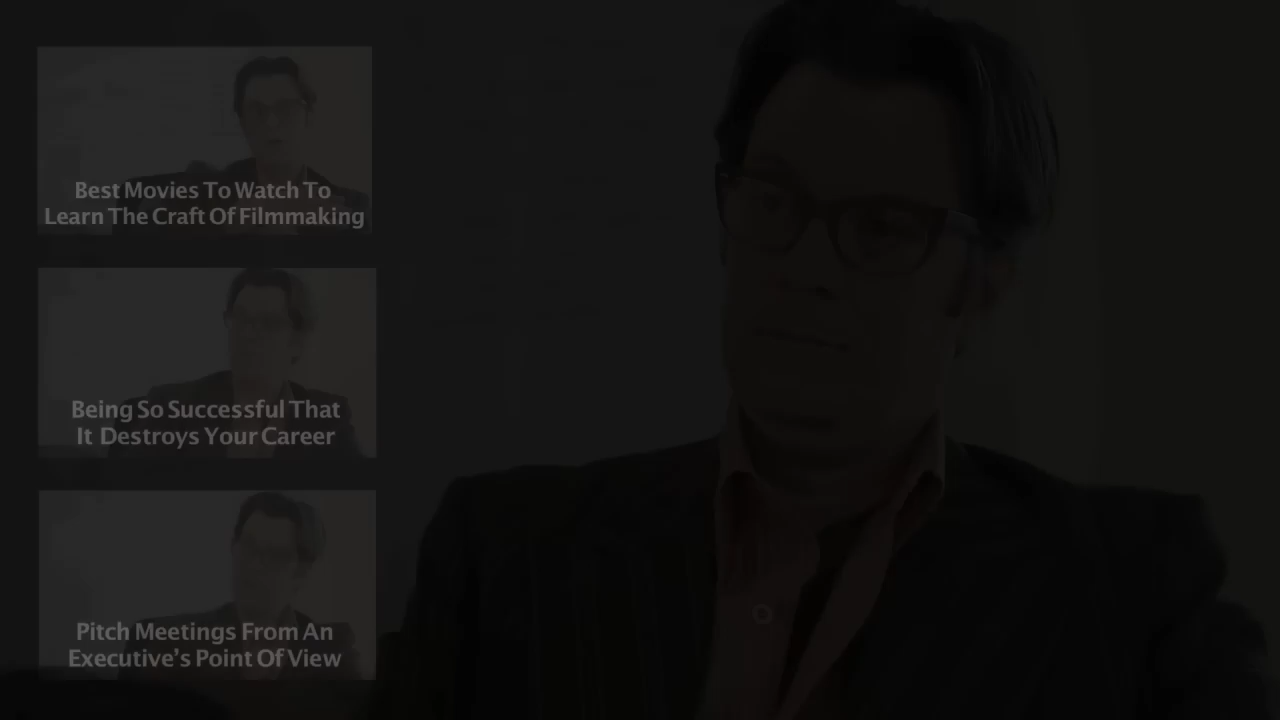 Best Movies To Watch To
Learn The Craft Of Filmmaking
Being So Successful That
It Destroys Your Career
Pitch Meetings From An
Executive's Point Of View